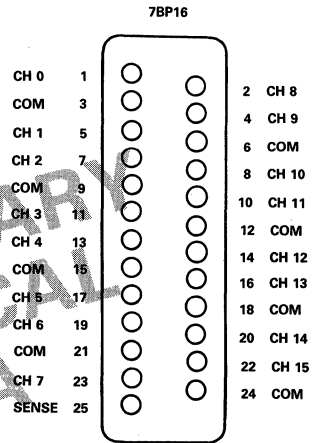 7BP16
CH 0 1
2 CH 8
COM 3
4 CH 9
CH 1 5
6 COM
CH 2 7
8 CH 10
COM 9
10 CH 11
CH 3 11
12 COM
CH 4 13
14 CH 12
COM 15
16 CH 13
CH 5 17
18 COM
CH 6 19
20 CH 14
COM 21
22 CH 15
CH 7 23
24 COM
SENSE 25
ARY
CAL
A